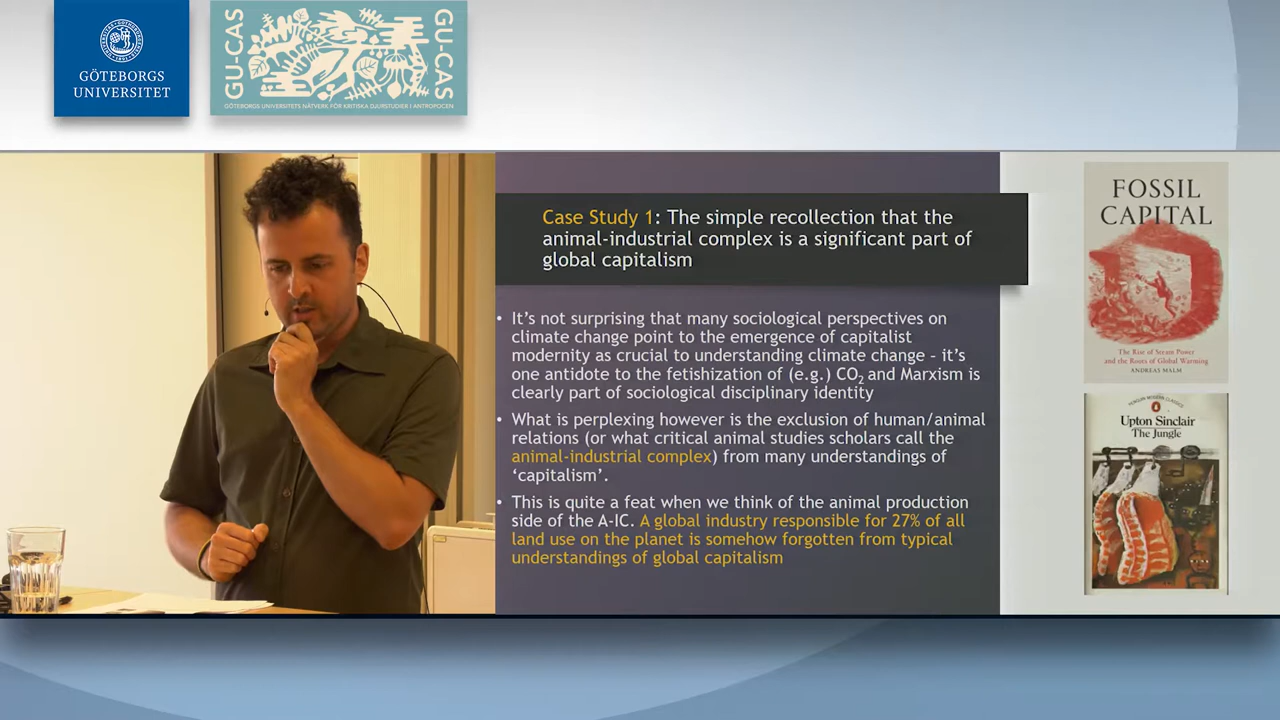 GÖTEBORGS
UNIVERSITET
GU-CAS
GU-CAS
GÖTEBORGS UNIVERSITETS NÄTVERK FÖR KRITISKA DJURSTUDIER I ANTROPOCEN
Case Study 1: The simple recollection that the
animal-industrial complex is a significant part of
global capitalism
• It’s not surprising that many sociological perspectives on
climate change point to the emergence of capitalist
modernity as crucial to understanding climate change – it’s
one antidote to the fetishization of (e.g.) CO₂ and Marxism is
clearly part of sociological disciplinary identity
• What is perplexing however is the exclusion of human/animal
relations (or what critical animal studies scholars call the
animal-industrial complex) from many understandings of
‘capitalism’.
• This is quite a feat when we think of the animal production
side of the A-IC. A global industry responsible for 27% of all
land use on the planet is somehow forgotten from typical
understandings of global capitalism
FOSSIL
CAPITAL
The Rise of Steam Power
and the Roots of Global Warming
ANDREAS MALM
PENGUIN MODERN CLASSICS
Upton Sinclair
The Jungle